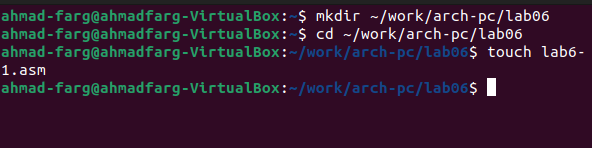 ahmad-farg@ahmadfarg-VirtualBox:~$ mkdir ~/work/arch-pc/lab06
ahmad-farg@ahmadfarg-VirtualBox:~$ cd ~/work/arch-pc/lab06
ahmad-farg@ahmadfarg-VirtualBox:~/work/arch-pc/lab06$ touch lab6-
1.asm
ahmad-farg@ahmadfarg-VirtualBox:~/work/arch-pc/lab06$